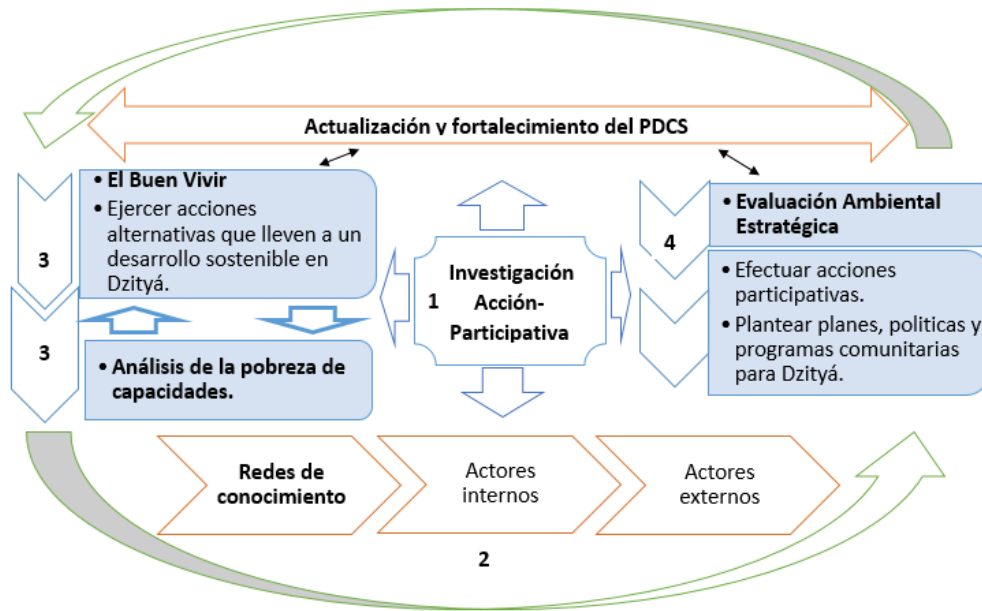 Actualización y fortalecimiento del PDCS
• El Buen Vivir
• Ejercer acciones
alternativas que lleven a un
desarrollo sostenible en
Dzityá.
3
3
• Análisis de la pobreza de
capacidades.
1
Investigación
Acción-
Participativa
4
• Evaluación Ambiental
Estratégica
• Efectuar acciones
participativas.
• Plantear planes, politicas y
programas comunitarias
para Dzityá.
Redes de
conocimiento
Actores
internos
Actores
externos
2